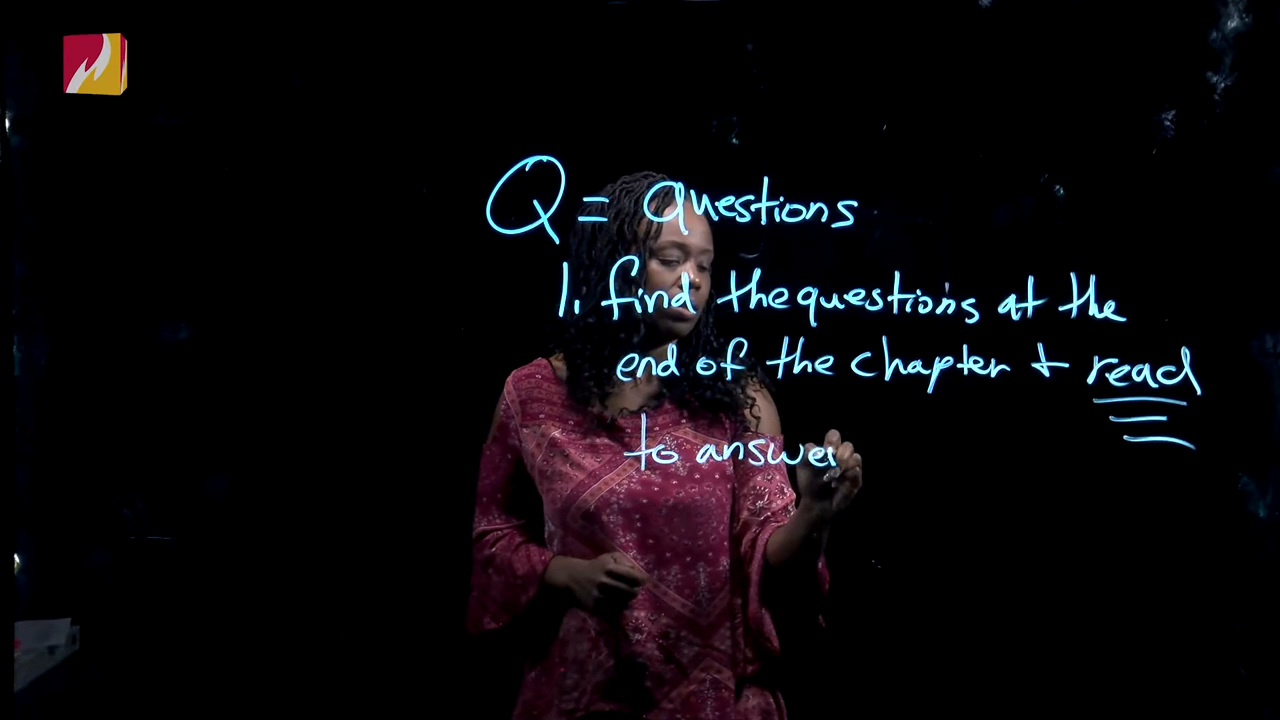 Q = Questions
1. find the questions at the
end of the chapter + read
to answer